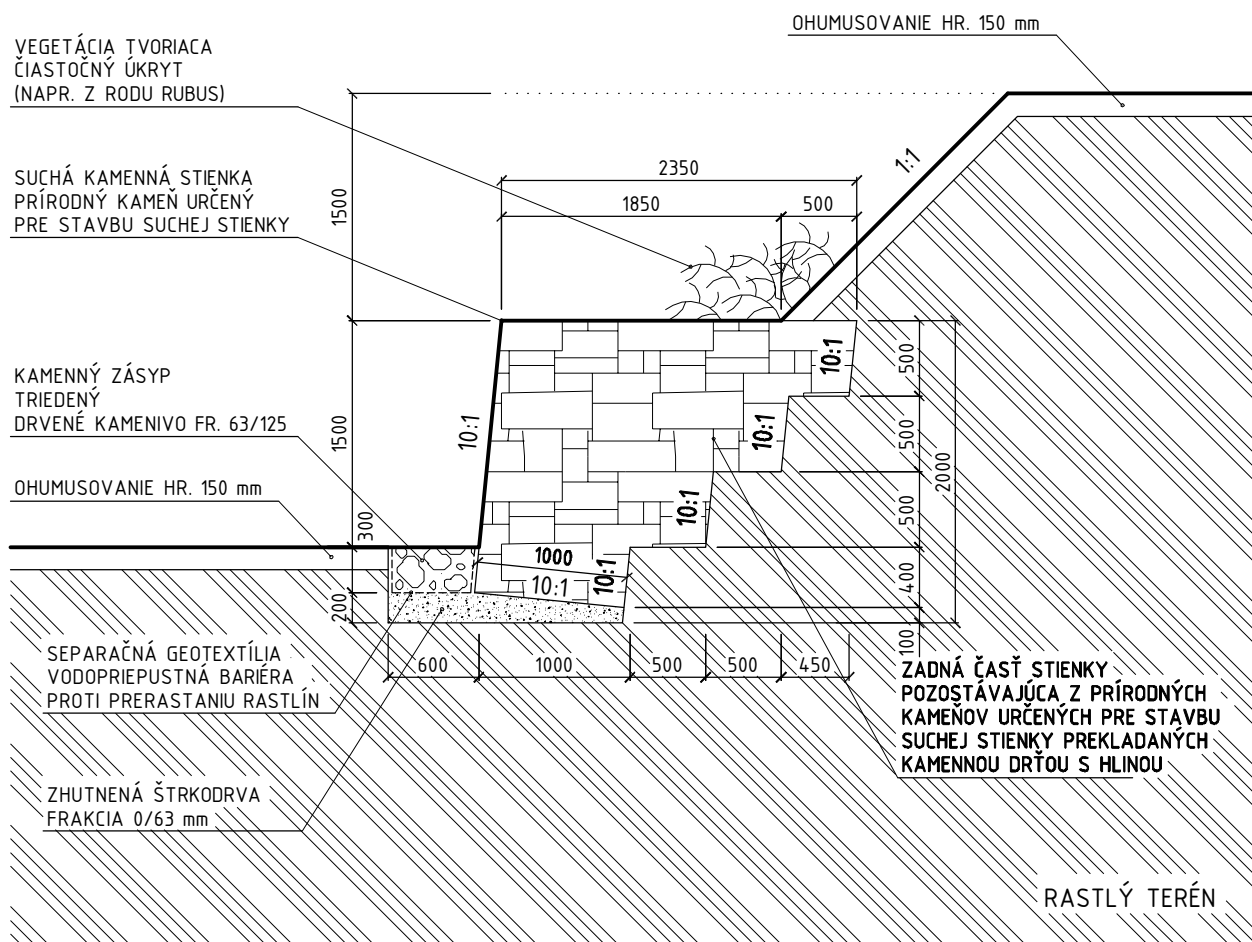 OHUMUSOVANIE HR. 150 mm
VEGETÁCIA TVORIACA
ČIASTOČNÝ ÚKRYT
(NAPR. Z RODU RUBUS)
SUCHÁ KAMENNÁ STIENKA
PRÍRODNÝ KAMEŇ URČENÝ
PRE STAVBU SUCHEJ STIENKY
KAMENNÝ ZÁSYP
TRIEDENÝ
DRVENÉ KAMENIVO FR. 63/125
OHUMUSOVANIE HR. 150 mm
1500
1500
300
200
2350
1850
500
1:1
10:1
10:1
10:1
10:1
10:1
1000
10:1
500
500
500
400
100
2000
600
1000
500
500
450
SEPARAČNÁ GEOTEXTÍLIA
VODOPRIEPUSTNÁ BARIÉRA
PROTI PRERASTANIU RASTLÍN
ZHUTNENÁ ŠTRKODRVA
FRAKCIA 0/63 mm
ZADNÁ ČASŤ STIENKY
POZOSTÁVAJÚCA Z PRÍRODNÝCH
KAMEŇOV URČENÝCH PRE STAVBU
SUCHEJ STIENKY PREKLADANÝCH
KAMENNOU DRŤOU S HLINOU
RASTLÝ TERÉN